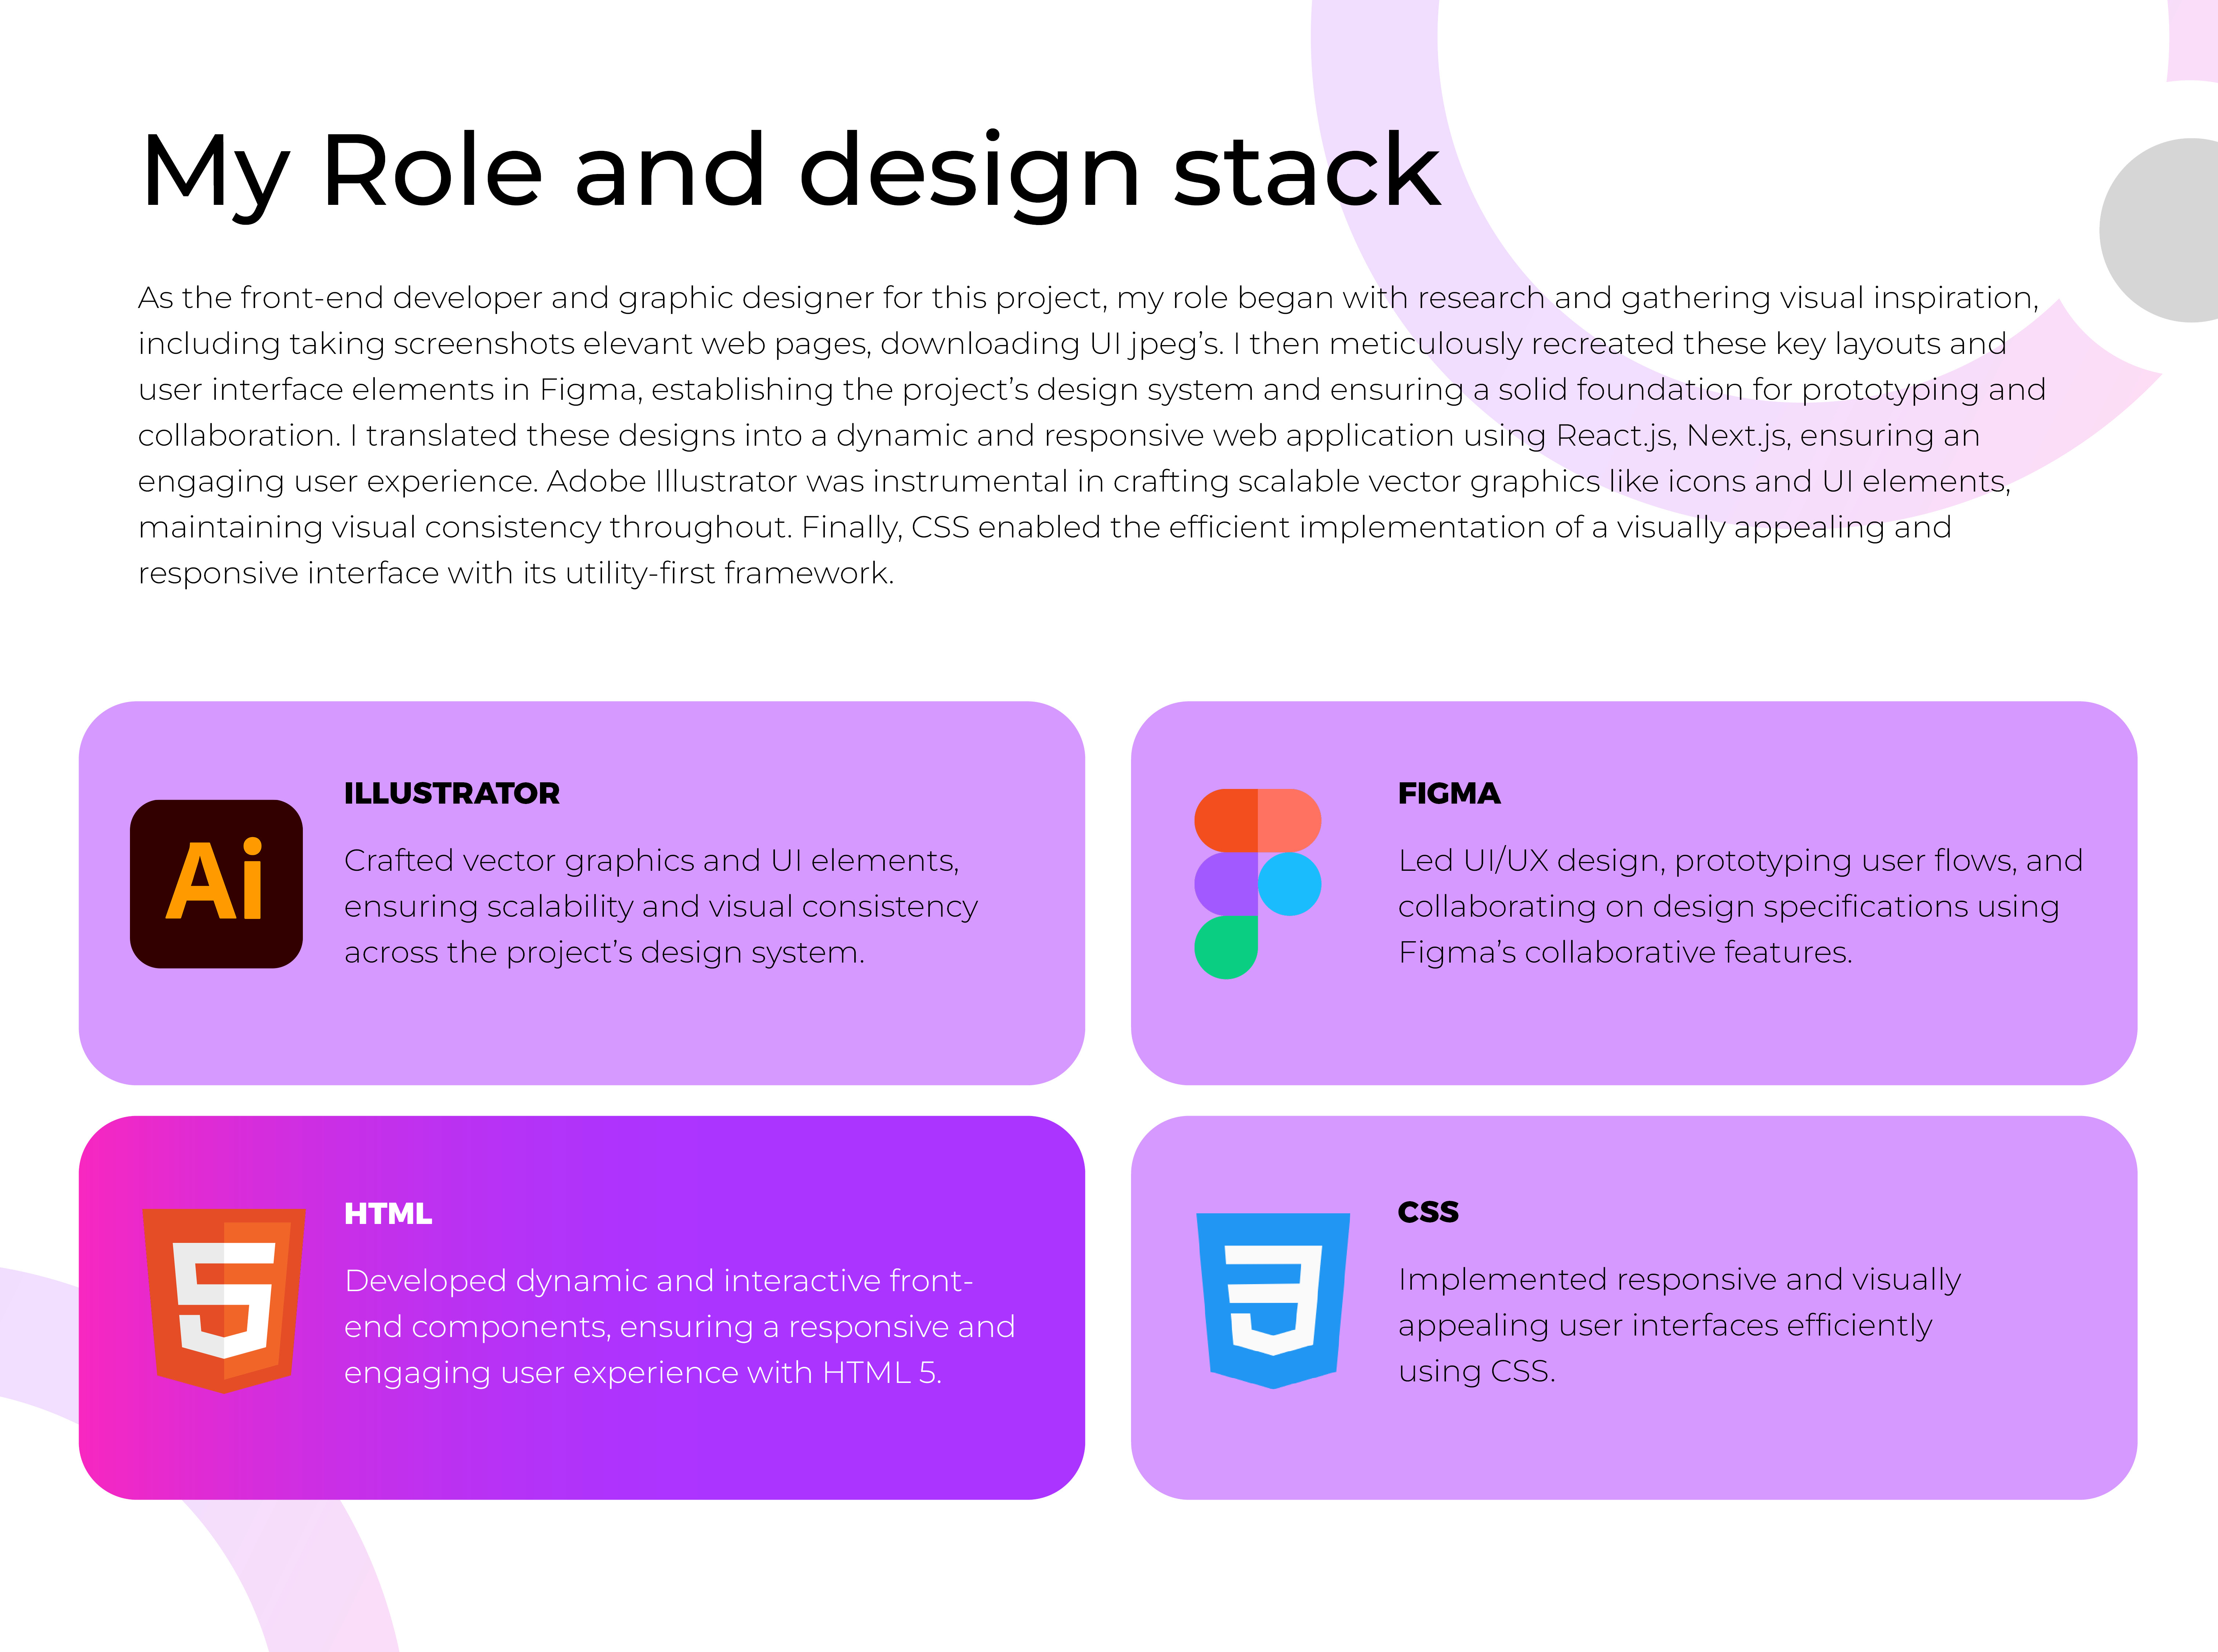 My Role and design stack
As the front-end developer and graphic designer for this project, my role began with research and gathering visual inspiration,
including taking screenshots elevant web pages, downloading UI jpeg’s. I then meticulously recreated these key layouts and
user interface elements in Figma, establishing the project’s design system and ensuring a solid foundation for prototyping and
collaboration. I translated these designs into a dynamic and responsive web application using React.js, Next.js, ensuring an
engaging user experience. Adobe Illustrator was instrumental in crafting scalable vector graphics like icons and UI elements,
maintaining visual consistency throughout. Finally, CSS enabled the efficient implementation of a visually appealing and
responsive interface with its utility-first framework.
Ai
ILLUSTRATOR
Crafted vector graphics and UI elements,
ensuring scalability and visual consistency
across the project’s design system.
FIGMA
Led UI/UX design, prototyping user flows, and
collaborating on design specifications using
Figma’s collaborative features.
5
HTML
Developed dynamic and interactive front-
end components, ensuring a responsive and
engaging user experience with HTML 5.
3
CSS
Implemented responsive and visually
appealing user interfaces efficiently
using CSS.